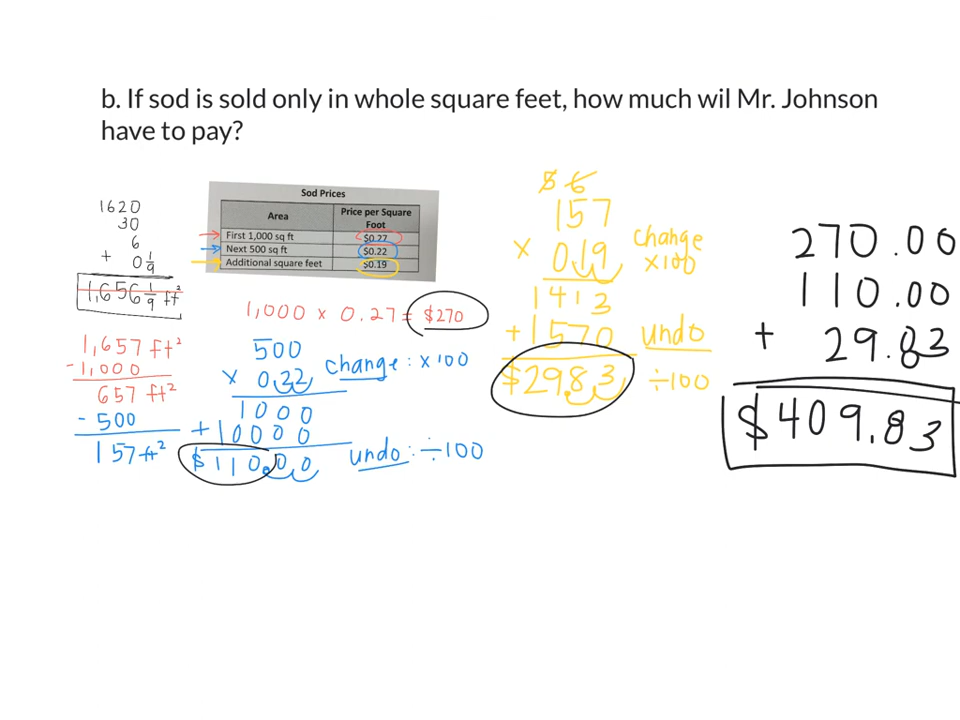 b. If sod is sold only in whole square feet, how much wil Mr. Johnson
have to pay?
1620
30
6
+ 0 1/9
1,656 1/9 ft²
1,657 ft²
-1,000
657 ft²
- 500
157 ft²
Sod Prices
Area Price per Square Foot
First 1,000 sq ft $0.27
Next 500 sq ft $0.22
Additional square feet $0.19
1,000 x 0.27 = $270
500
x 0.22
1000
+10000
$110.00
change: x 100
undo: ÷100
5 6
157
x 0.19
1413
+1570
$29.83
change
x100
undo
÷100
270.00
110.00
+ 29.83
$409.83